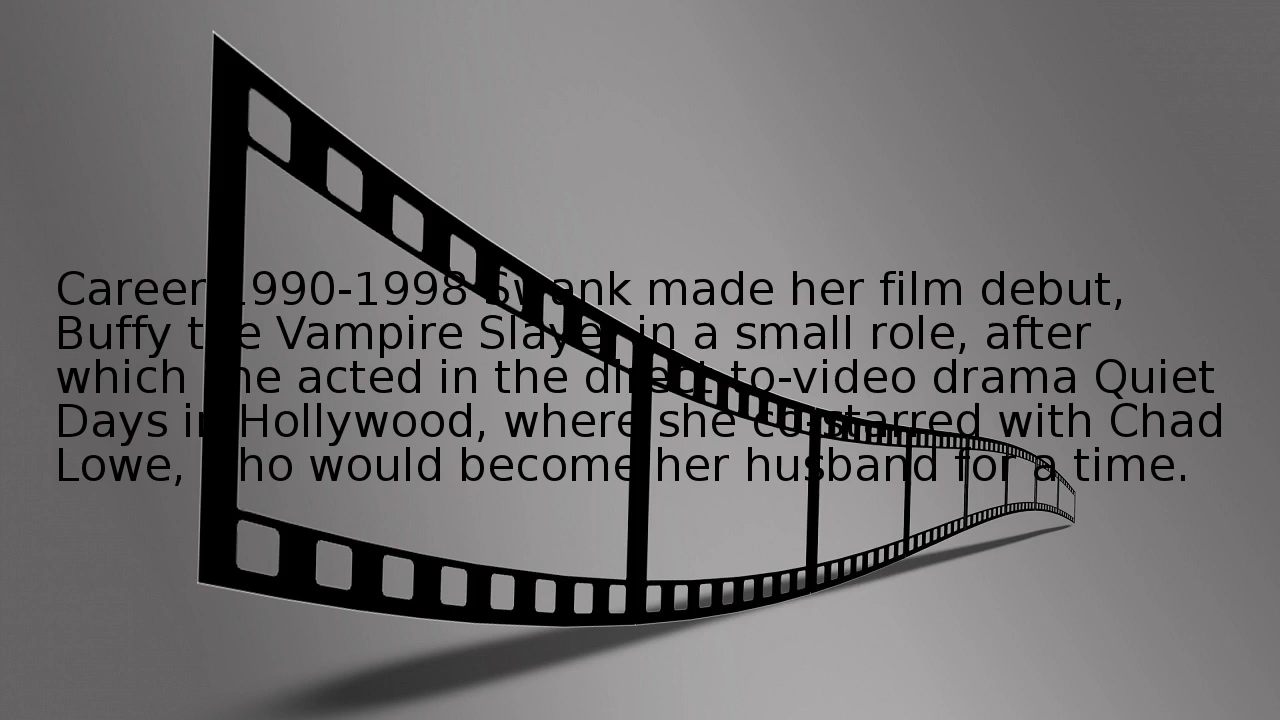 Career 1990-1998 Swank made her film debut,
Buffy the Vampire Slayer in a small role, after
which she acted in the direct-to-video drama Quiet
Days in Hollywood, where she co-starred with Chad
Lowe, who would become her husband for a time.